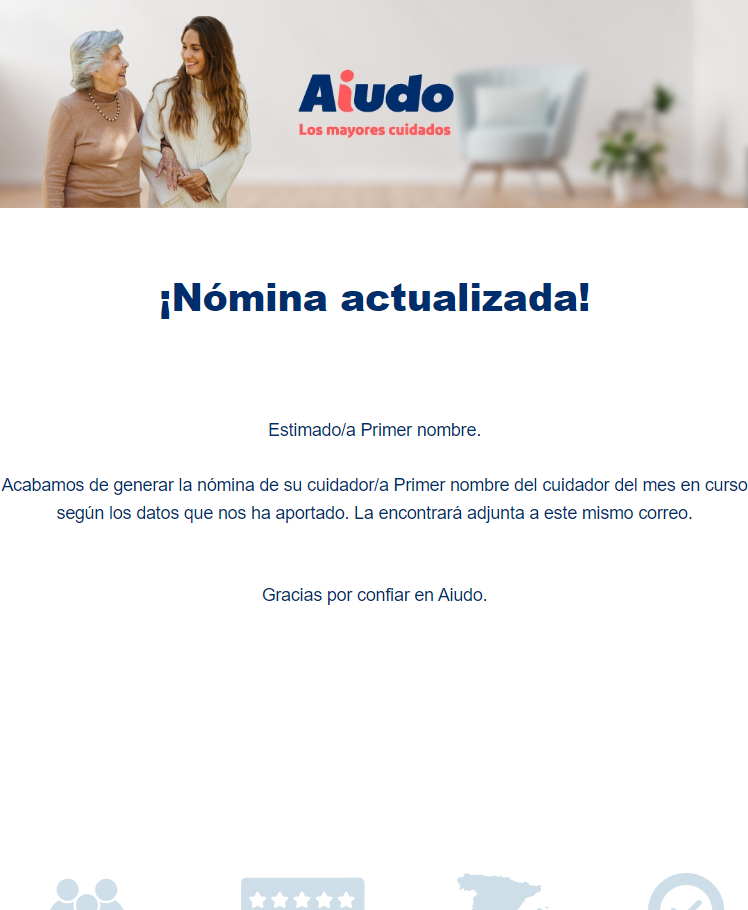 Aiudo
Los mayores cuidados
¡Nómina actualizada!
Estimado/a Primer nombre.
Acabamos de generar la nómina de su cuidador/a Primer nombre del cuidador del mes en curso
según los datos que nos ha aportado. La encontrará adjunta a este mismo correo.
Gracias por confiar en Aiudo.